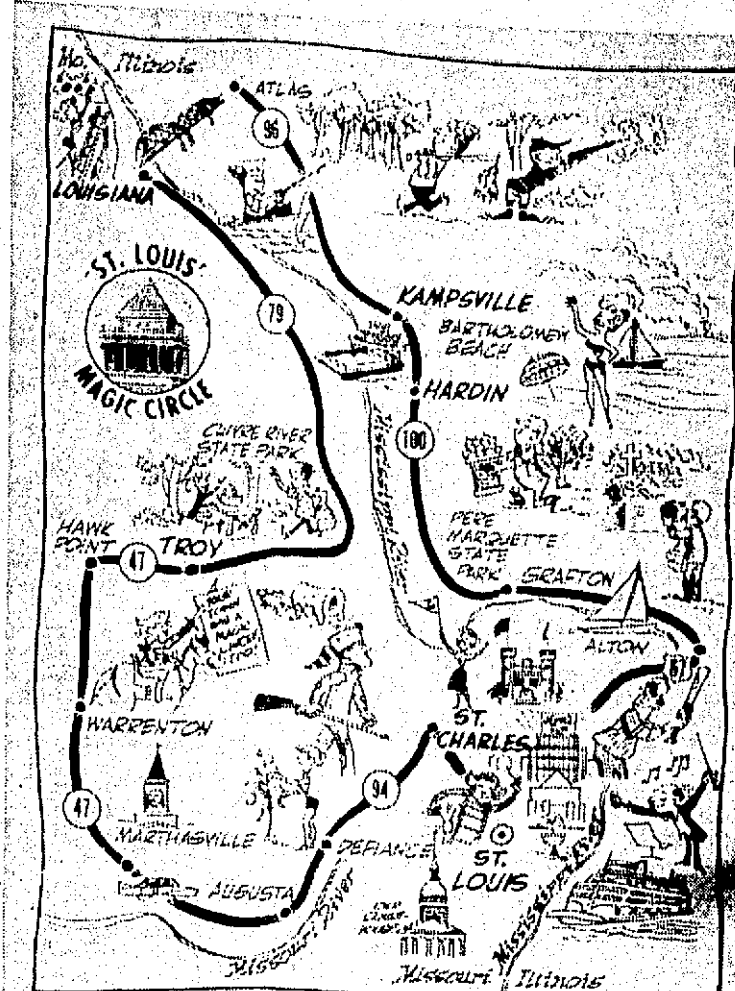 Mo.
Illinois
ATLAS
96
LOUISIANA
'ST. LOUIS'
MAGIC CIRCLE
79
KAMPSVILLE
BARTHOLOMEW
BEACH
HARDIN
100
CUIVRE RIVER
STATE PARK
Mississippi River
HAWK
POINT
47
TROY
PERE
MARQUETTE
STATE
PARK
GRAFTON
ALTON
WARRENTON
ST.
CHARLES
47
94
MARTHASVILLE
DEFIANCE
ST.
LOUIS
AUGUSTA
Missouri River
Mississippi
Missouri
Illinois